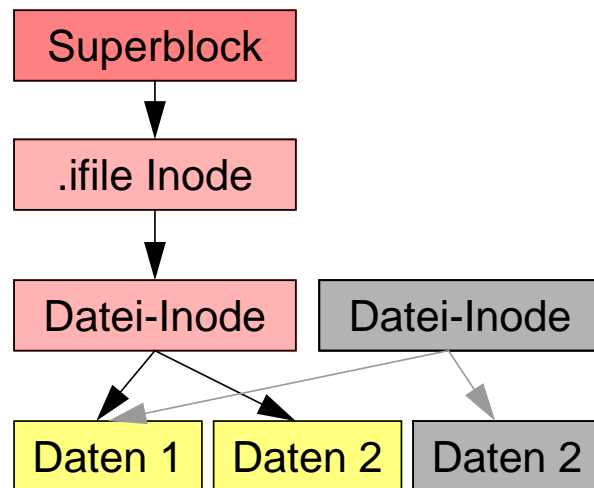 Superblock
.ifile Inode
Datei-Inode
Datei-Inode
Daten 1
Daten 2
Daten 2